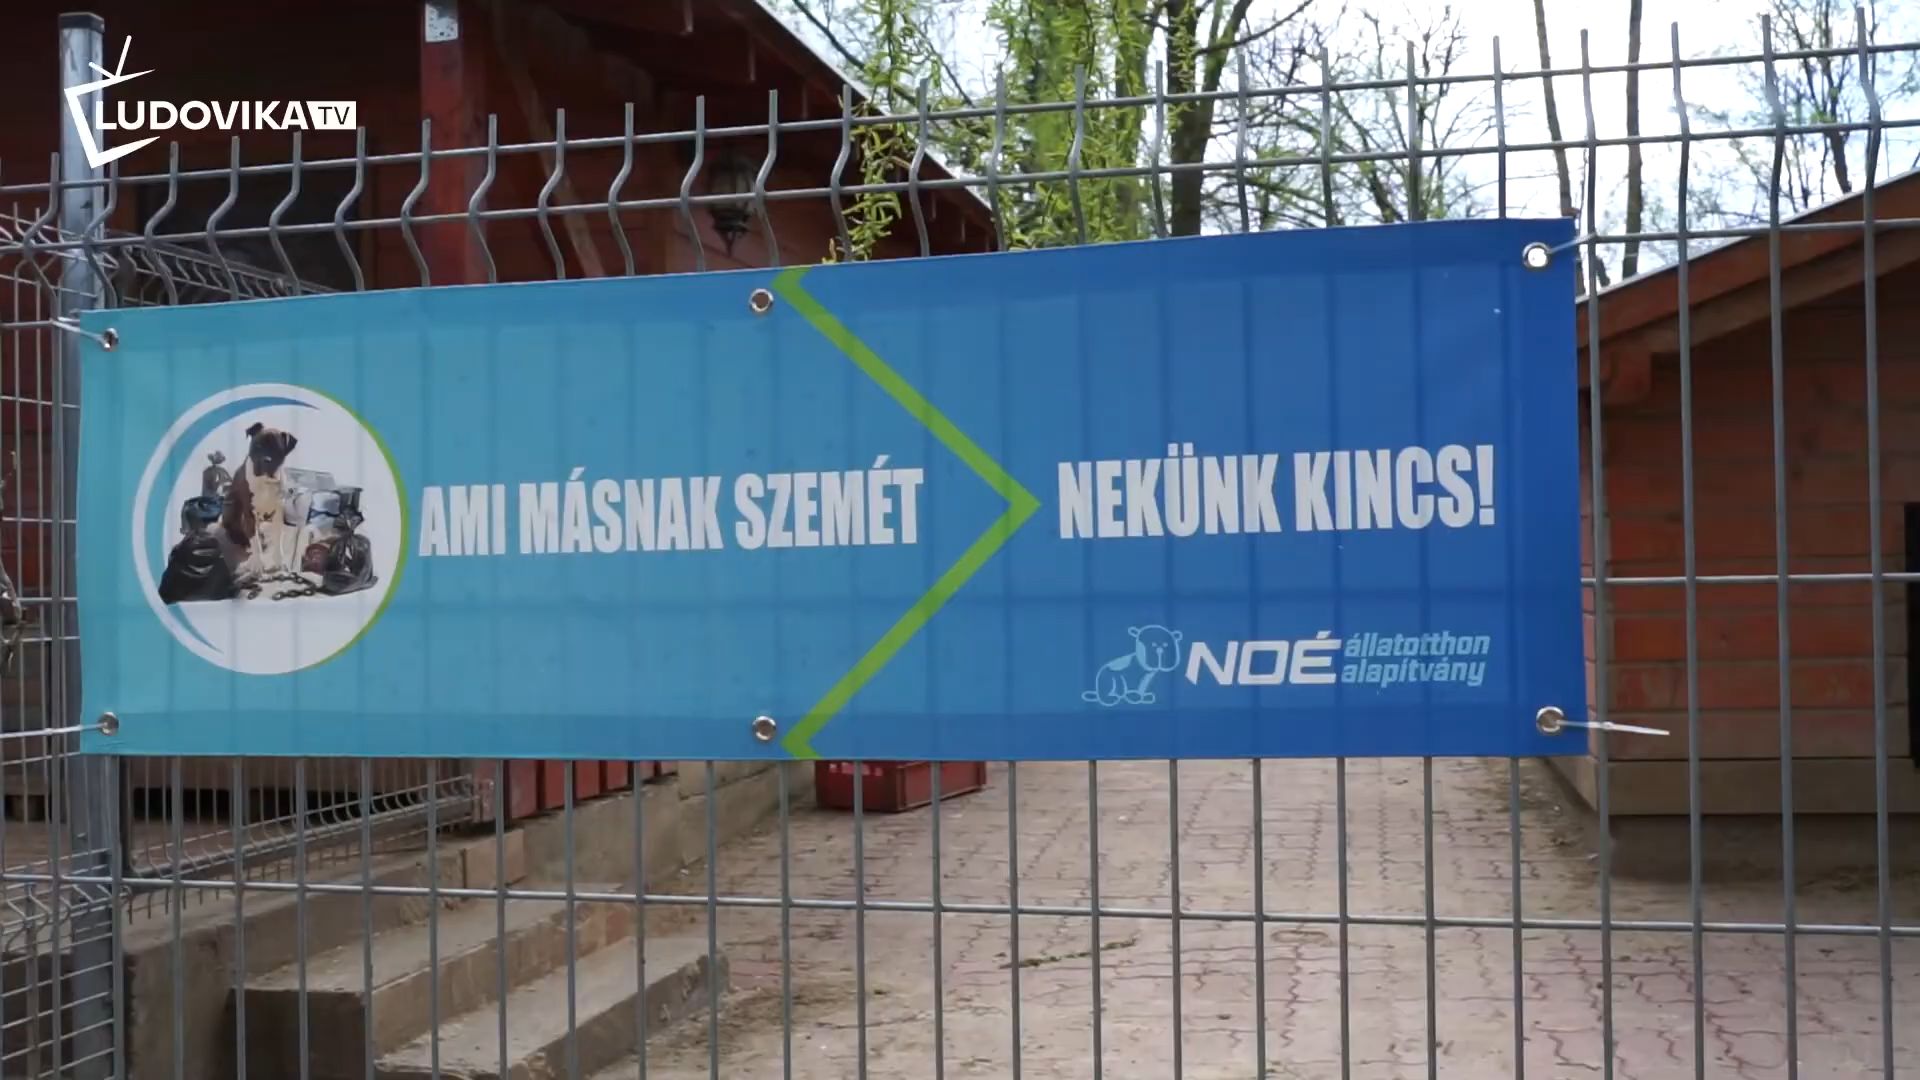 LUDOVIKA TV
AMI MÁSNAK SZEMÉT
NEKÜNK KINCS!
NOÉ állatotthon
alapítvány